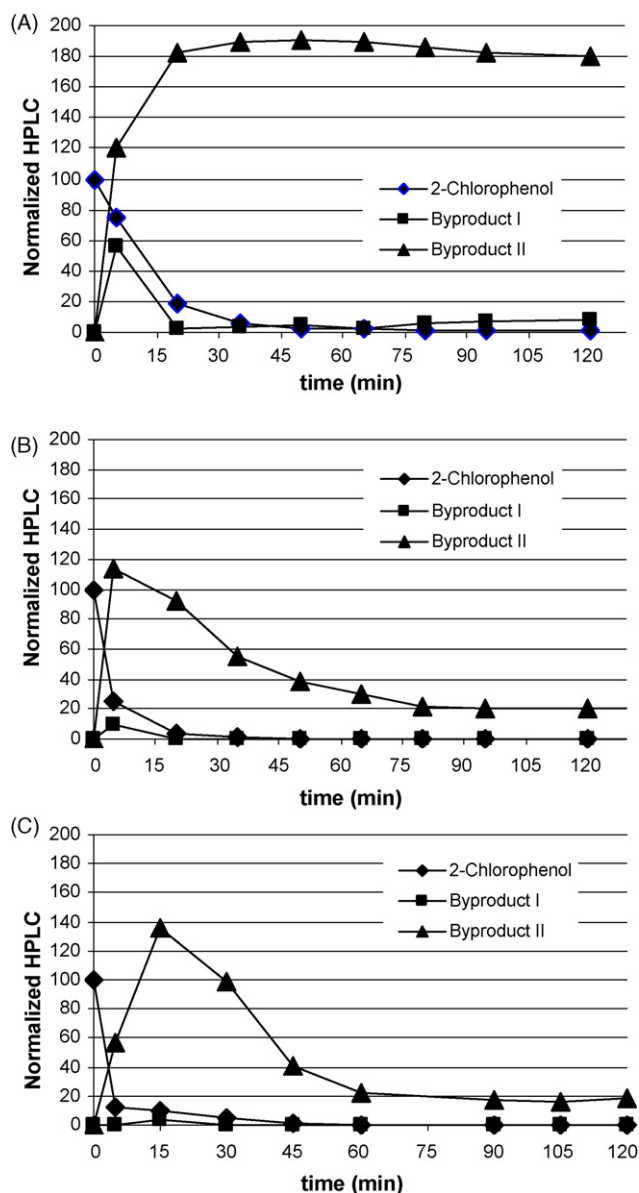 (A)
200
180
160
140
120
100
80
60
40
20
0
Normalized HPLC
2-Chlorophenol
Byproduct I
Byproduct II
0 15 30 45 60 75 90 105 120
time (min)
(B)
200
180
160
140
120
100
80
60
40
20
0
Normalized HPLC
2-Chlorophenol
Byproduct I
Byproduct II
0 15 30 45 60 75 90 105 120
time (min)
(C)
200
180
160
140
120
100
80
60
40
20
0
Normalized HPLC
2-Chlorophenol
Byproduct I
Byproduct II
0 15 30 45 60 75 90 105 120
time (min)